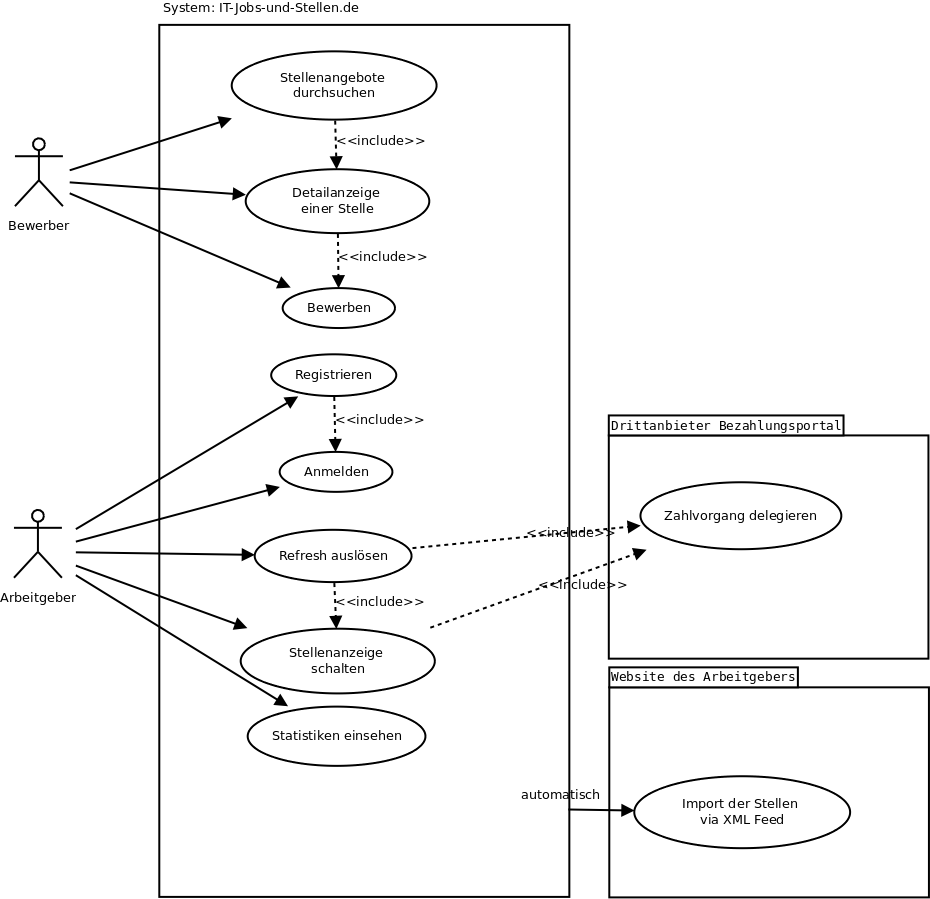 System: IT-Jobs-und-Stellen.de
Stellenangebote
durchsuchen
<<include>>
Detailanzeige
einer Stelle
Bewerber
<<include>>
Bewerben
Registrieren
<<include>>
Anmelden
Drittanbieter Bezahlungsportal
Zahlvorgang delegieren
<<include>>
Refresh auslösen
<<include>>
Arbeitgeber
<<include>>
Stellenanzeige
schalten
Website des Arbeitgebers
Statistiken einsehen
automatisch
Import der Stellen
via XML Feed